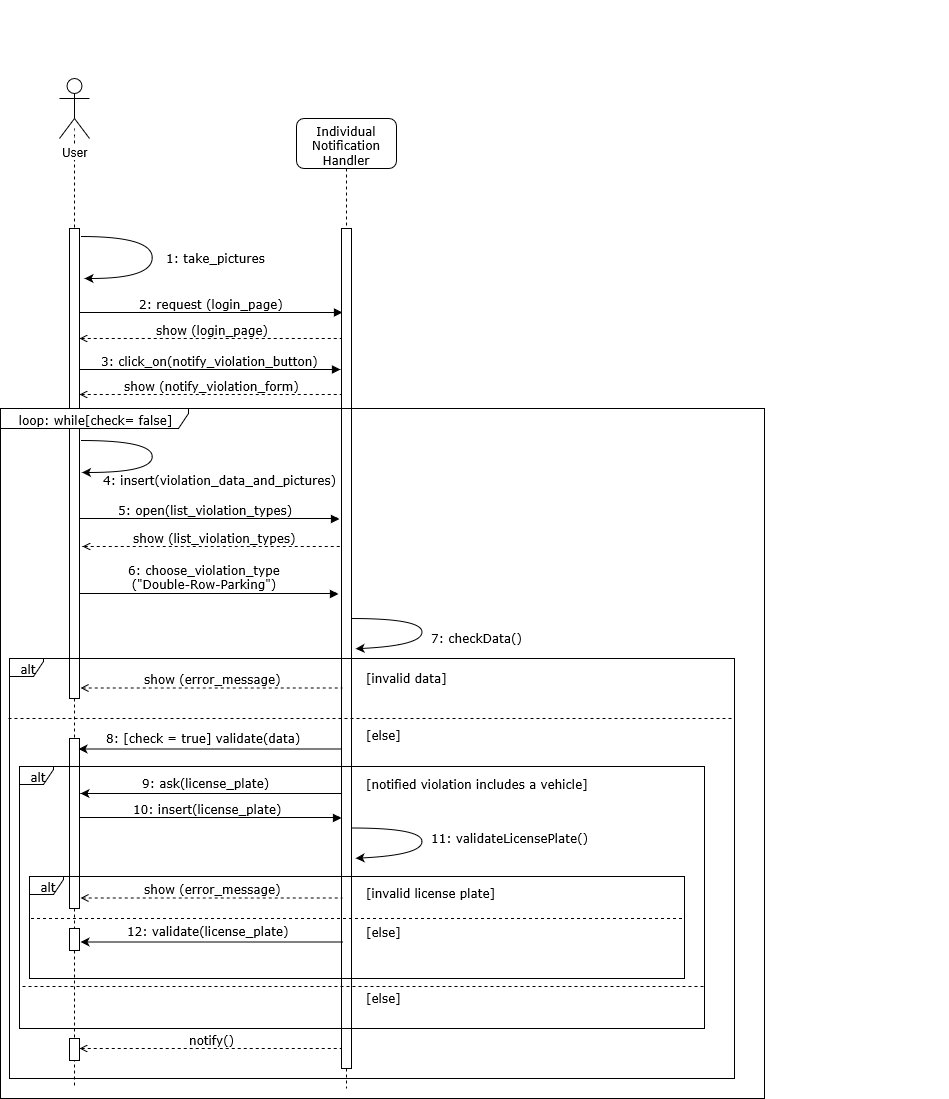 User
Individual
Notification
Handler
1: take_pictures
2: request (login_page)
show (login_page)
3: click_on(notify_violation_button)
show (notify_violation_form)
loop: while[check= false]
4: insert(violation_data_and_pictures)
5: open(list_violation_types)
show (list_violation_types)
6: choose_violation_type
("Double-Row-Parking")
7: checkData()
alt
show (error_message)
[invalid data]
8: [check = true] validate(data)
[else]
alt
9: ask(license_plate)
[notified violation includes a vehicle]
10: insert(license_plate)
11: validateLicensePlate()
alt
show (error_message)
[invalid license plate]
12: validate(license_plate)
[else]
[else]
notify()